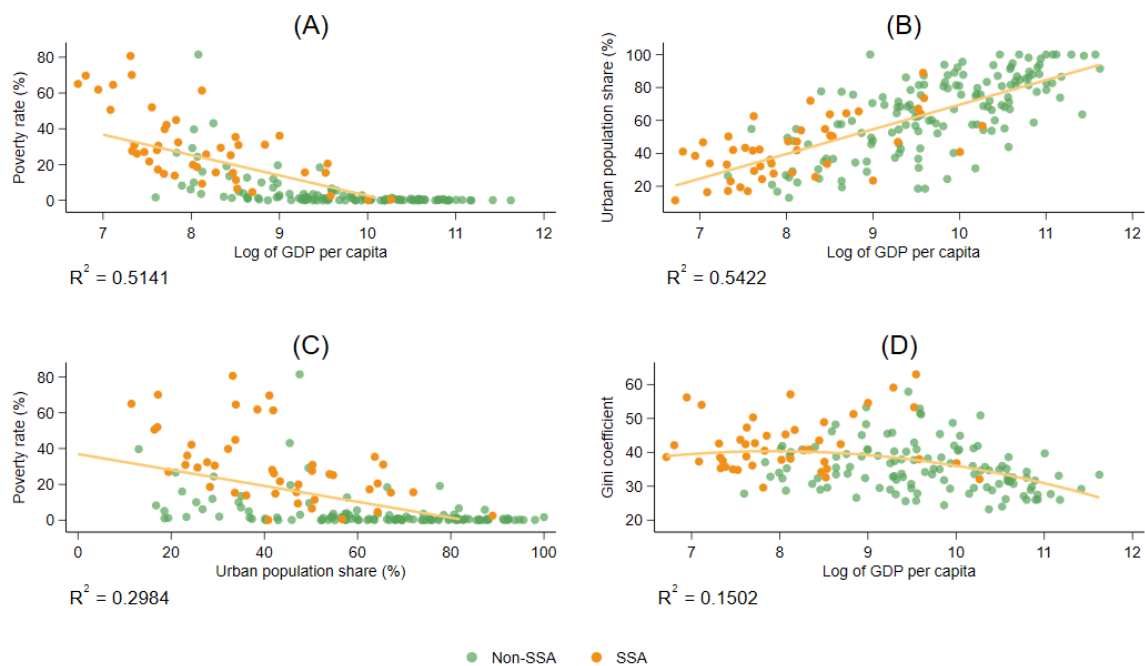 (A)
Poverty rate (%)
80
60
40
20
0
7 8 9 10 11 12
Log of GDP per capita
R² = 0.5141
(B)
Urban population share (%)
100
80
60
40
20
7 8 9 10 11 12
Log of GDP per capita
R² = 0.5422
(C)
Poverty rate (%)
80
60
40
20
0
0 20 40 60 80 100
Urban population share (%)
R² = 0.2984
(D)
Gini coefficient
60
50
40
30
20
7 8 9 10 11 12
Log of GDP per capita
R² = 0.1502
Non-SSA SSA